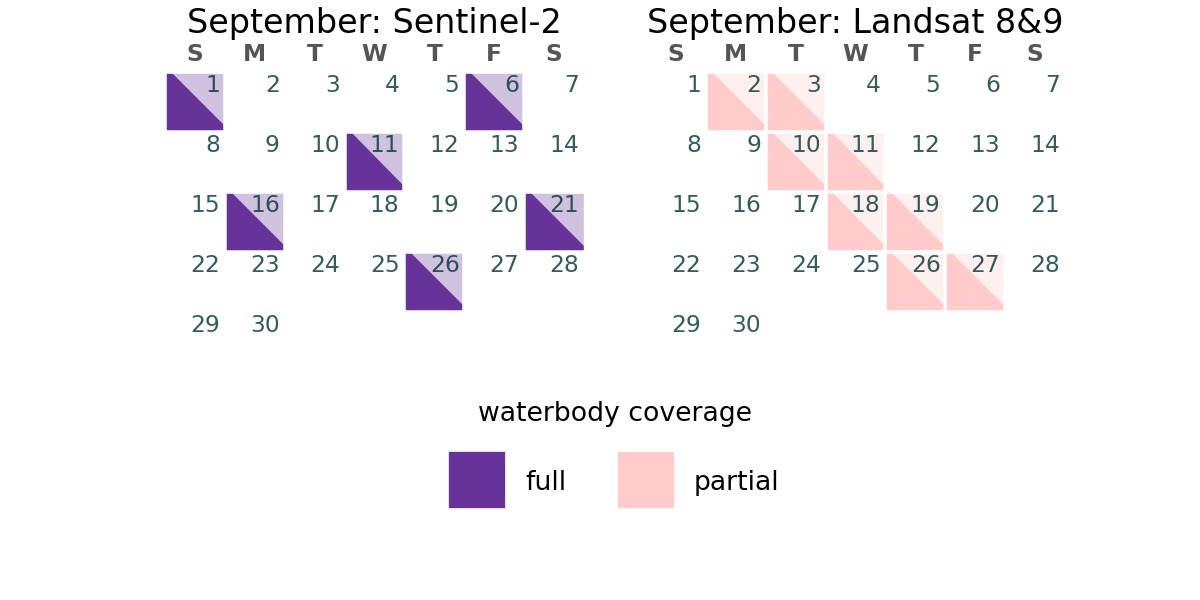 September: Sentinel-2
S M T W T F S
1 2 3 4 5 6 7
8 9 10 11 12 13 14
15 16 17 18 19 20 21
22 23 24 25 26 27 28
29 30
September: Landsat 8&9
S M T W T F S
1 2 3 4 5 6 7
8 9 10 11 12 13 14
15 16 17 18 19 20 21
22 23 24 25 26 27 28
29 30
waterbody coverage
full partial